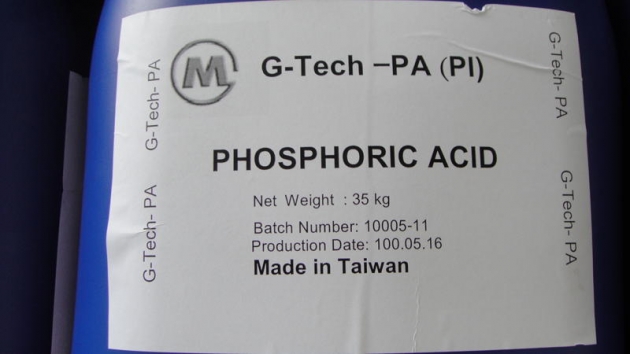 M
G-Tech –PA (PI)
PHOSPHORIC ACID
Net Weight : 35 kg
Batch Number: 10005-11
Production Date: 100.05.16
Made in Taiwan
G-Tech- PA
G-Tech- PA
G-Tech- PA
G-Tech- PA